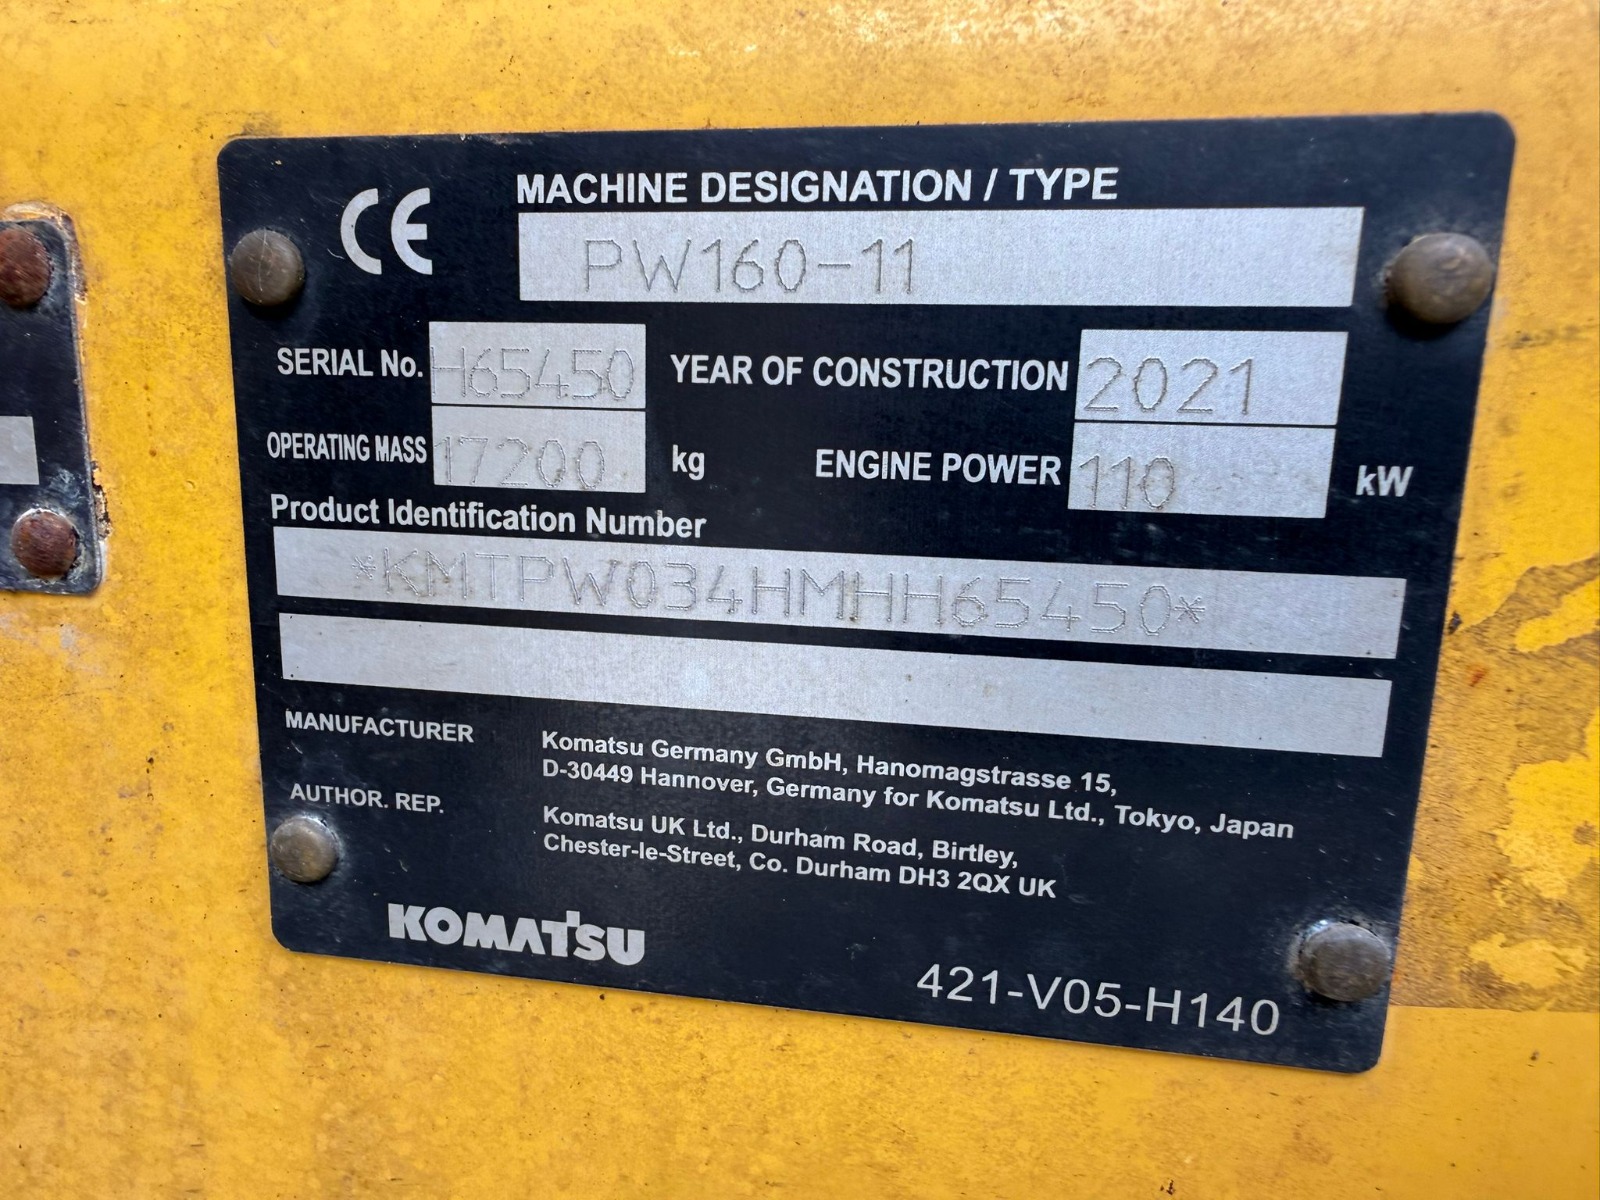 CE
MACHINE DESIGNATION / TYPE
PW160-11
SERIAL No. H65450 YEAR OF CONSTRUCTION 2021
OPERATING MASS 17200 kg ENGINE POWER 110 kW
Product Identification Number
*KMTPW034HMHH65450*
MANUFACTURER Komatsu Germany GmbH, Hanomagstrasse 15,
D-30449 Hannover, Germany for Komatsu Ltd., Tokyo, Japan
AUTHOR. REP. Komatsu UK Ltd., Durham Road, Birtley,
Chester-le-Street, Co. Durham DH3 2QX UK
KOMATSU
421-V05-H140